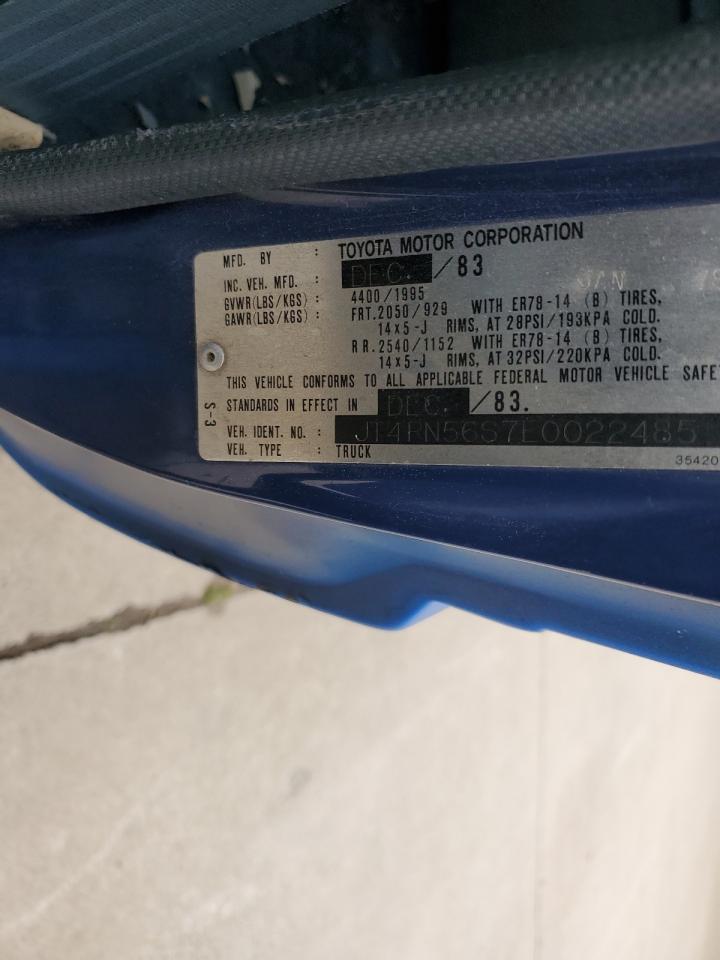 MFD. BY : TOYOTA MOTOR CORPORATION
INC. VEH. MFD. : DEC. /83 JAN
GVWR(LBS/KGS) : 4400/1995
GAWR(LBS/KGS) : FRT. 2050/929 WITH ER78-14 (B) TIRES,
14x5-J RIMS, AT 28PSI/193KPA COLD.
RR. 2540/1152 WITH ER78-14 (B) TIRES,
14x5-J RIMS, AT 32PSI/220KPA COLD.
THIS VEHICLE CONFORMS TO ALL APPLICABLE FEDERAL MOTOR VEHICLE SAFET
STANDARDS IN EFFECT IN DEC. /83.
VEH. IDENT. NO. : JT4RN56S7E0022485
VEH. TYPE : TRUCK
S-3
35420